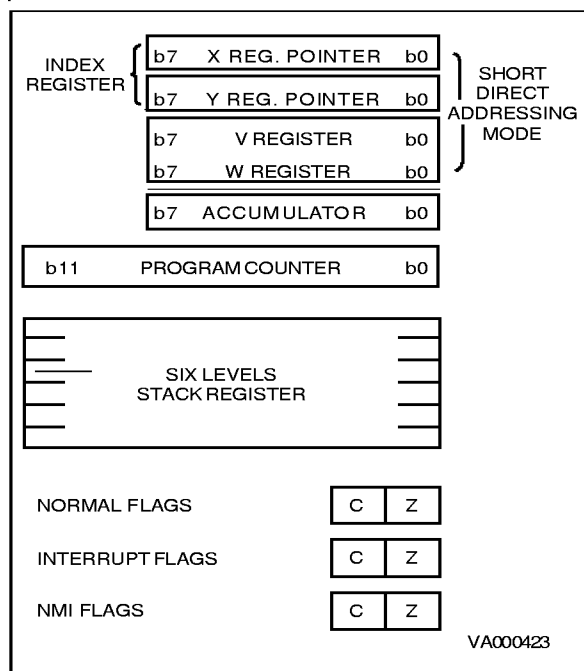 INDEX
REGISTER
b7 X REG. POINTER b0
b7 Y REG. POINTER b0
b7 V REGISTER b0
b7 W REGISTER b0
SHORT
DIRECT
ADDRESSING
MODE
b7 ACCUMULATOR b0
b11 PROGRAM COUNTER b0
SIX LEVELS
STACK REGISTER
NORMAL FLAGS C Z
INTERRUPT FLAGS C Z
NMI FLAGS C Z
VA000423